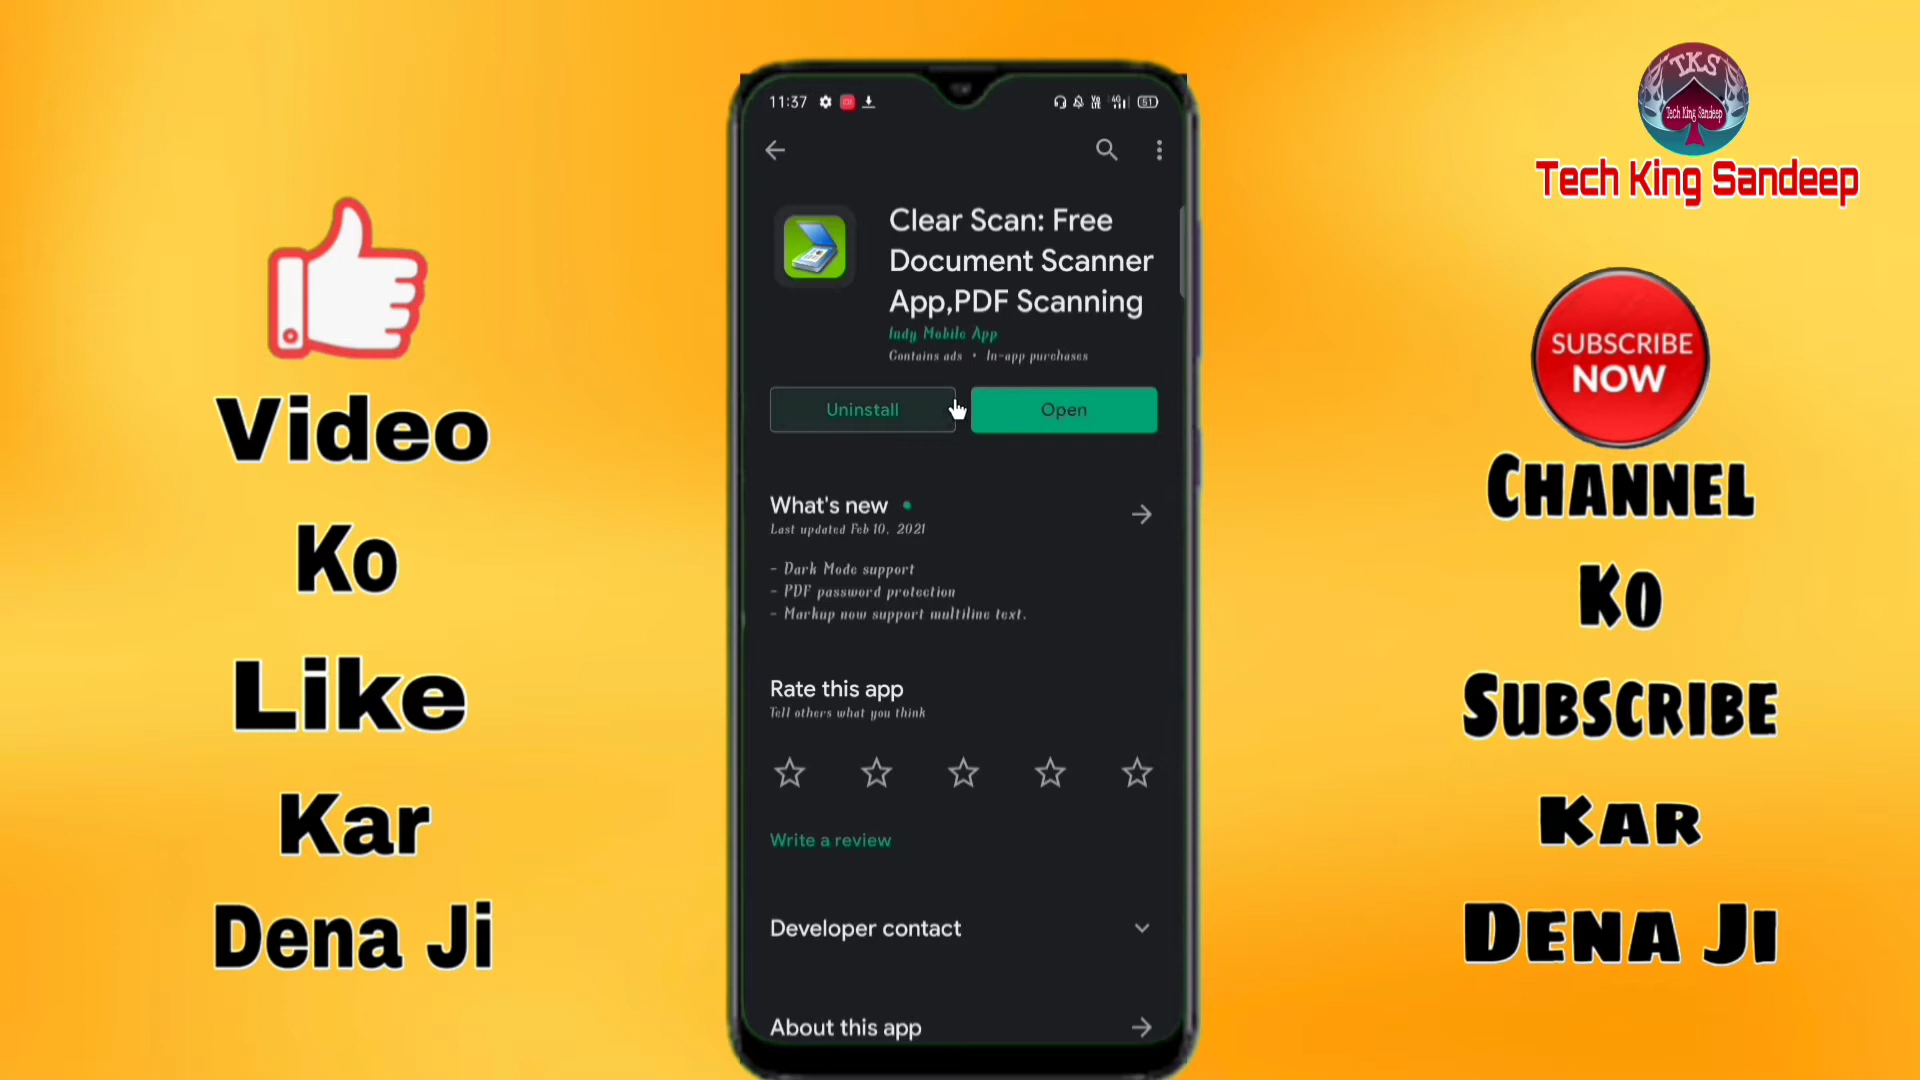 Video
Ko
Like
Kar
Dena Ji
11:37
51
Clear Scan: Free
Document Scanner
App,PDF Scanning
Indy Mobile App
Contains ads • In-app purchases
Uninstall
Open
What's new
Last updated Feb 10, 2021
- Dark Mode support
- PDF password protection
- Markup now support multiline text.
Rate this app
Tell others what you think
Write a review
Developer contact
About this app
TKS
Tech King Sandeep
Tech King Sandeep
SUBSCRIBE
NOW
CHANNEL
KO
SUBSCRIBE
KAR
DENA JI